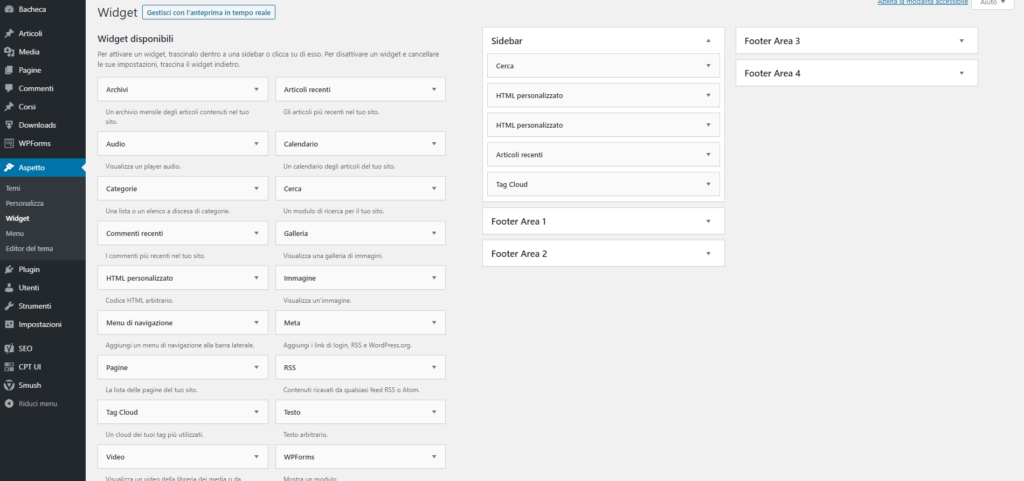 Bacheca
Articoli
Media
Pagine
Commenti
Corsi
Downloads
WPForms
Aspetto
Temi
Personalizza
Widget
Menu
Editor del tema
Plugin
Utenti
Strumenti
Impostazioni
SEO
CPT UI
Smush
Riduci menu
Widget Gestisci con l'anteprima in tempo reale
Abilita la modalità accessibile Aiuto
Widget disponibili
Per attivare un widget, trascinalo dentro a una sidebar o clicca su di esso. Per disattivare un widget e cancellare
le sue impostazioni, trascina il widget indietro.
Archivi
Un archivio mensile degli articoli contenuti nel tuo
sito.
Articoli recenti
Gli articoli più recenti nel tuo sito.
Audio
Visualizza un player audio.
Calendario
Un calendario degli articoli del tuo sito.
Categorie
Una lista o un elenco a discesa di categorie.
Cerca
Un modulo di ricerca per il tuo sito.
Commenti recenti
I commenti più recenti nel tuo sito.
Galleria
Visualizza una galleria di immagini.
HTML personalizzato
Codice HTML arbitrario.
Immagine
Visualizza un'immagine.
Menu di navigazione
Aggiungi un menu di navigazione alla barra laterale.
Meta
Aggiungi i link di login, RSS e WordPress.org.
Pagine
La lista delle pagine del tuo sito.
RSS
Contenuti ricavati da qualsiasi feed RSS o Atom.
Tag Cloud
Un cloud dei tuoi tag più utilizzati.
Testo
Testo arbitrario.
Video
Visualizza un video della libreria dei media o da
WPForms
Mostra un modulo.
Sidebar
Cerca
HTML personalizzato
HTML personalizzato
Articoli recenti
Tag Cloud
Footer Area 1
Footer Area 2
Footer Area 3
Footer Area 4